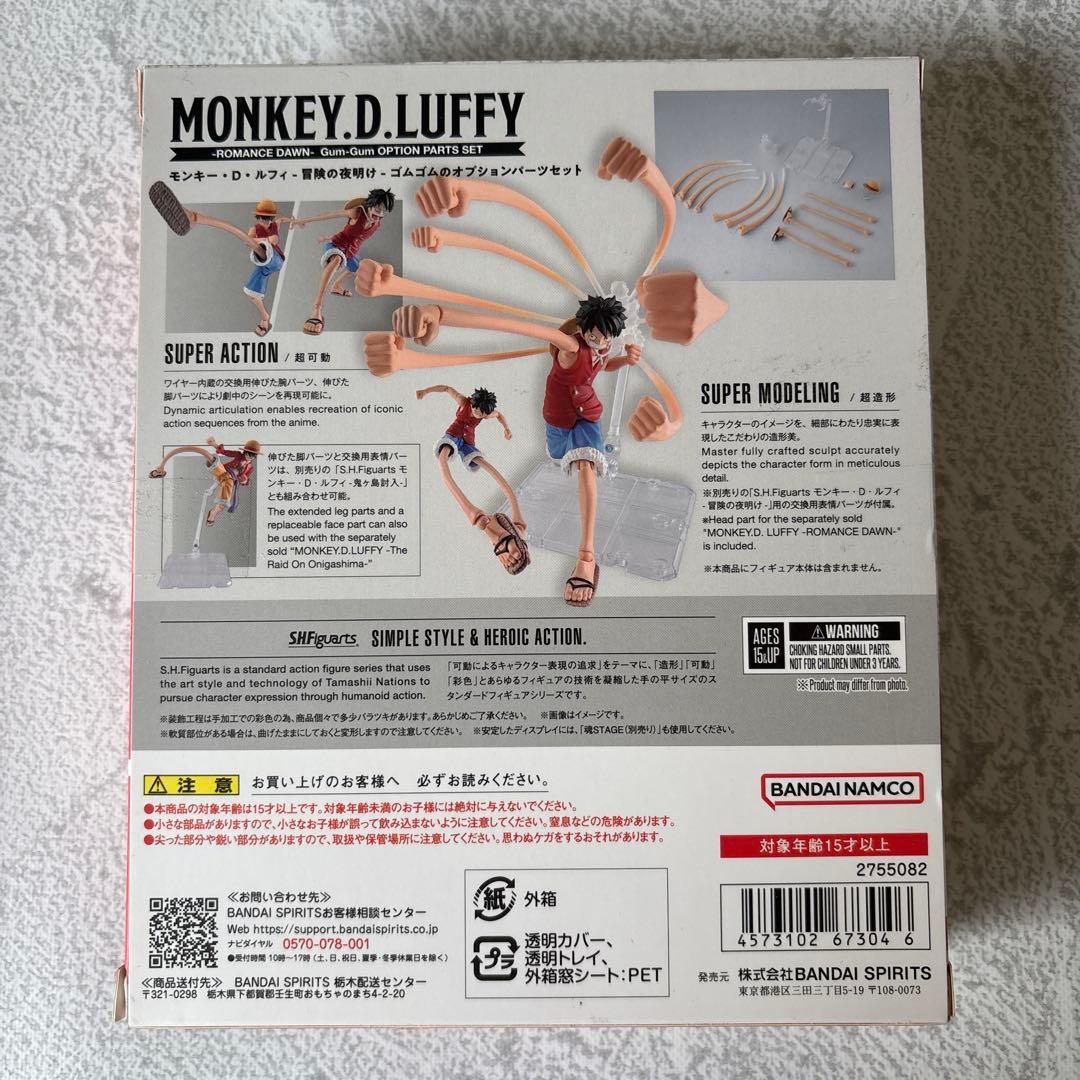 MONKEY.D.LUFFY
-ROMANCE DAWN- Gum-Gum OPTION PARTS SET
モンキー・D・ルフィ-冒険の夜明け-ゴムゴムのオプションパーツセット
SUPER ACTION / 超可動
ワイヤー内蔵の交換用伸びた腕パーツ、伸びた
脚パーツにより劇中のシーンを再現可能に。
Dynamic articulation enables recreation of iconic
action sequences from the anime.
伸びた脚パーツと交換用表情パー
ツは、別売りの「S.H.Figuarts モ
ンキー・D・ルフィ-鬼ヶ島討入-」
とも組み合わせ可能。
The extended leg parts and a
replaceable face part can also
be used with the separately
sold “MONKEY.D.LUFFY -The
Raid On Onigashima-”
SUPER MODELING / 超造形
キャラクターのイメージを、細部にわたり忠実に表
現したこだわりの造形美。
Master fully crafted sculpt accurately
depicts the character form in meticulous
detail.
※別売りの「S.H.Figuarts モンキー・D・ルフィ
-冒険の夜明け-」用の交換用表情パーツが付属。
※Head part for the separately sold
"MONKEY.D. LUFFY -ROMANCE DAWN-"
is included.
※本商品にフィギュア本体は含まれません。
S.H.Figuarts SIMPLE STYLE & HEROIC ACTION.
S.H.Figuarts is a standard action figure series that uses
the art style and technology of Tamashii Nations to
pursue character expression through humanoid action.
「可動によるキャラクター表現の追求」をテーマに、「造形」「可動」
「彩色」とあらゆるフィギュアの技術を凝縮した手の平サイズのス
タンダードフィギュアシリーズです。
AGES
15&UP
WARNING
CHOKING HAZARD SMALL PARTS.
NOT FOR CHILDREN UNDER 3 YEARS.
※Product may differ from photo.
※装飾工程は手加工での彩色の為、商品個々で多少バラツキがあります。あらかじめご了承ください。 ※画像はイメージです。
※軟質部位がある場合は、曲げたままにしておくと変形しますので注意してください。 ※安定したディスプレイには、「魂STAGE(別売り)」も使用してください。
注意 お買い上げのお客様へ 必ずお読みください。
●本商品の対象年齢は15才以上です。対象年齢未満のお子様には絶対に与えないでください。
●小さな部品がありますので、小さなお子様が誤って飲み込まないように注意してください。窒息などの危険があります。
●尖った部分や鋭い部分がありますので、取扱や保管場所に注意してください。思わぬケガをするおそれがあります。
BANDAI NAMCO
対象年齢15才以上
2755082
4573102 67304 6
≪お問い合わせ先≫
BANDAI SPIRITSお客様相談センター
Web https://support.bandaispirits.co.jp
ナビダイヤル 0570-078-001
●受付時間 10時~17時(土、日、祝日、夏季・冬季休業日を除く)
≪商品送付先≫ BANDAI SPIRITS 栃木配送センター
〒321-0298 栃木県下都賀郡壬生町おもちゃのまち4-2-20
紙 外箱
プラ 透明カバー、
透明トレイ、
外箱窓シート:PET
発売元 株式会社BANDAI SPIRITS
東京都港区三田三丁目5-19 〒108-0073